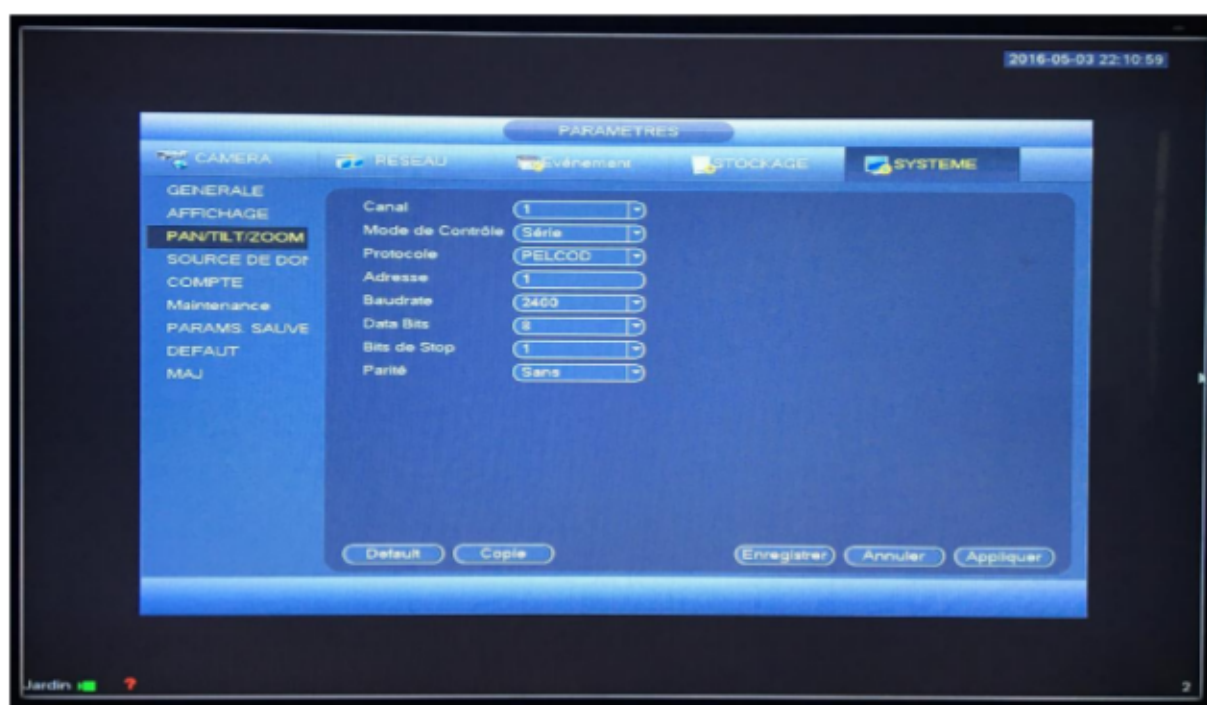 2016-05-03 22:10:59
PARAMETRES
CAMERA RESEAU Evénement STOCKAGE SYSTEME
GENERALE
AFFICHAGE
PAN/TILT/ZOOM
SOURCE DE DON
COMPTE
Maintenance
PARAMS. SAUVE
DEFAUT
MAJ
Canal 1
Mode de Contrôle Série
Protocole PELCOD
Adresse 1
Baudrate 2400
Data Bits 8
Bits de Stop 1
Parité Sans
Default Copie Enregistrer Annuler Appliquer
Jardin ? 2